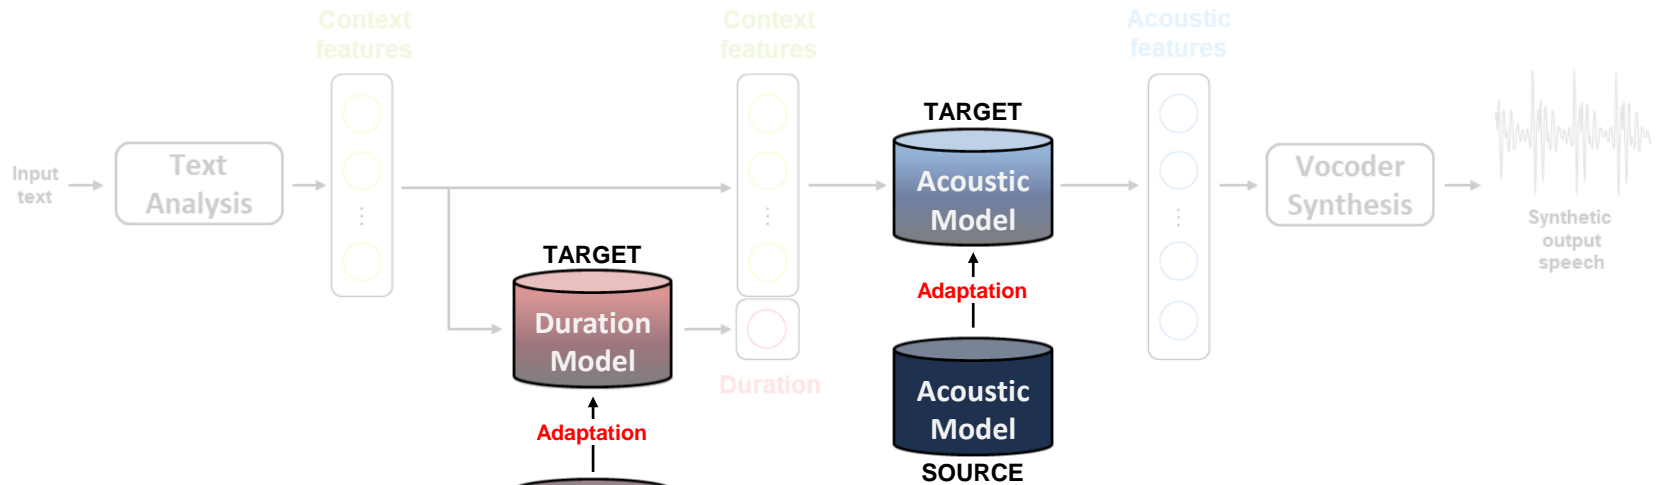 Context
features
Context
features
Acoustic
features
TARGET
Acoustic
Model
Input
text
Text
Analysis
Vocoder
Synthesis
Synthetic
output
speech
TARGET
Duration
Model
Adaptation
Duration
Acoustic
Model
SOURCE
Adaptation